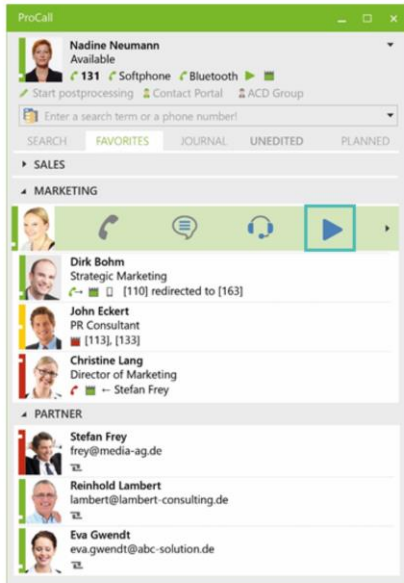 ProCall
Nadine Neumann
Available
131 Softphone Bluetooth
Start postprocessing Contact Portal ACD Group
Enter a search term or a phone number!
SEARCH FAVORITES JOURNAL UNEDITED PLANNED
SALES
MARKETING
Dirk Bohm
Strategic Marketing
[110] redirected to [163]
John Eckert
PR Consultant
[113], [133]
Christine Lang
Director of Marketing
← Stefan Frey
PARTNER
Stefan Frey
frey@media-ag.de
Reinhold Lambert
lambert@lambert-consulting.de
Eva Gwendt
eva.gwendt@abc-solution.de